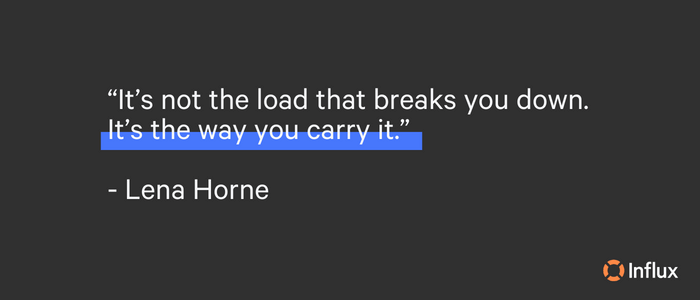 “It’s not the load that breaks you down.
It’s the way you carry it.”
- Lena Horne
Influx